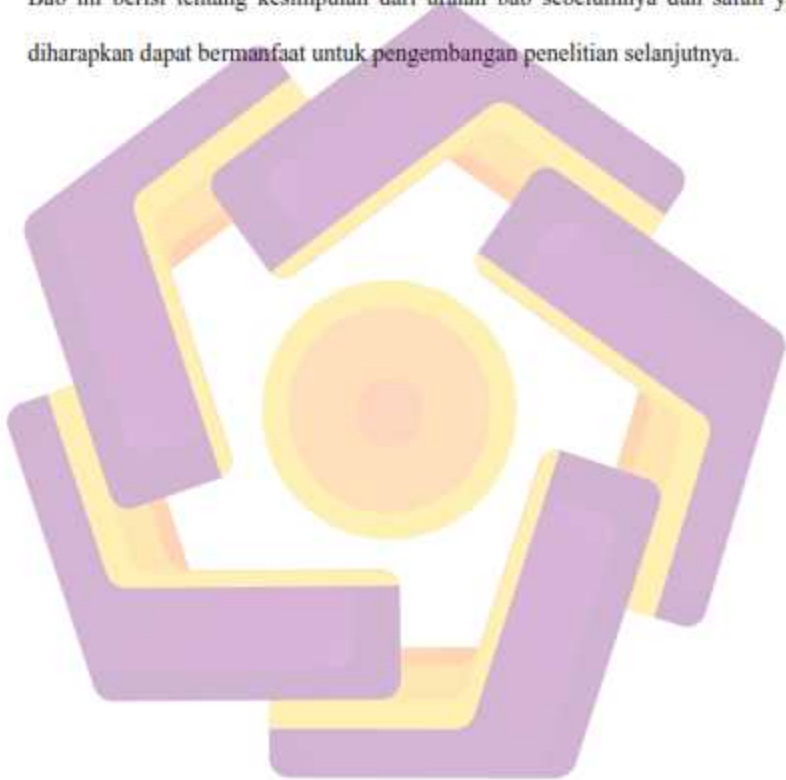 Bab ini berisi tentang kesimpulan dari uraian bab sebelumnya dan saran
diharapkan dapat bermanfaat untuk pengembangan penelitian selanjutnya.